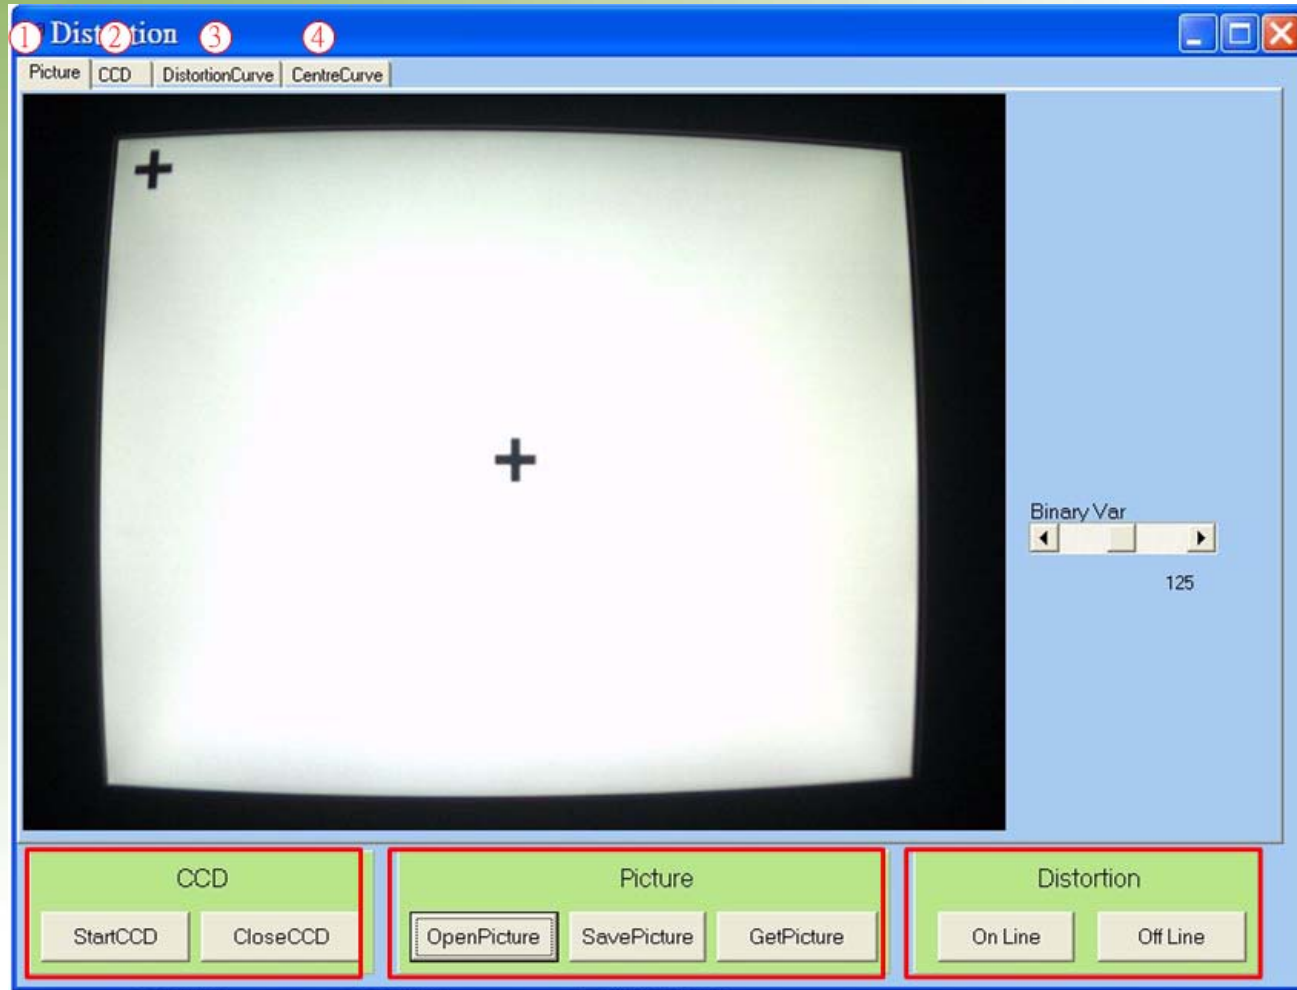 ① Distortion ② ③ ④
Picture CCD DistortionCurve CentreCurve
Binary Var
125
CCD Picture Distortion
StartCCD CloseCCD OpenPicture SavePicture GetPicture On Line Off Line